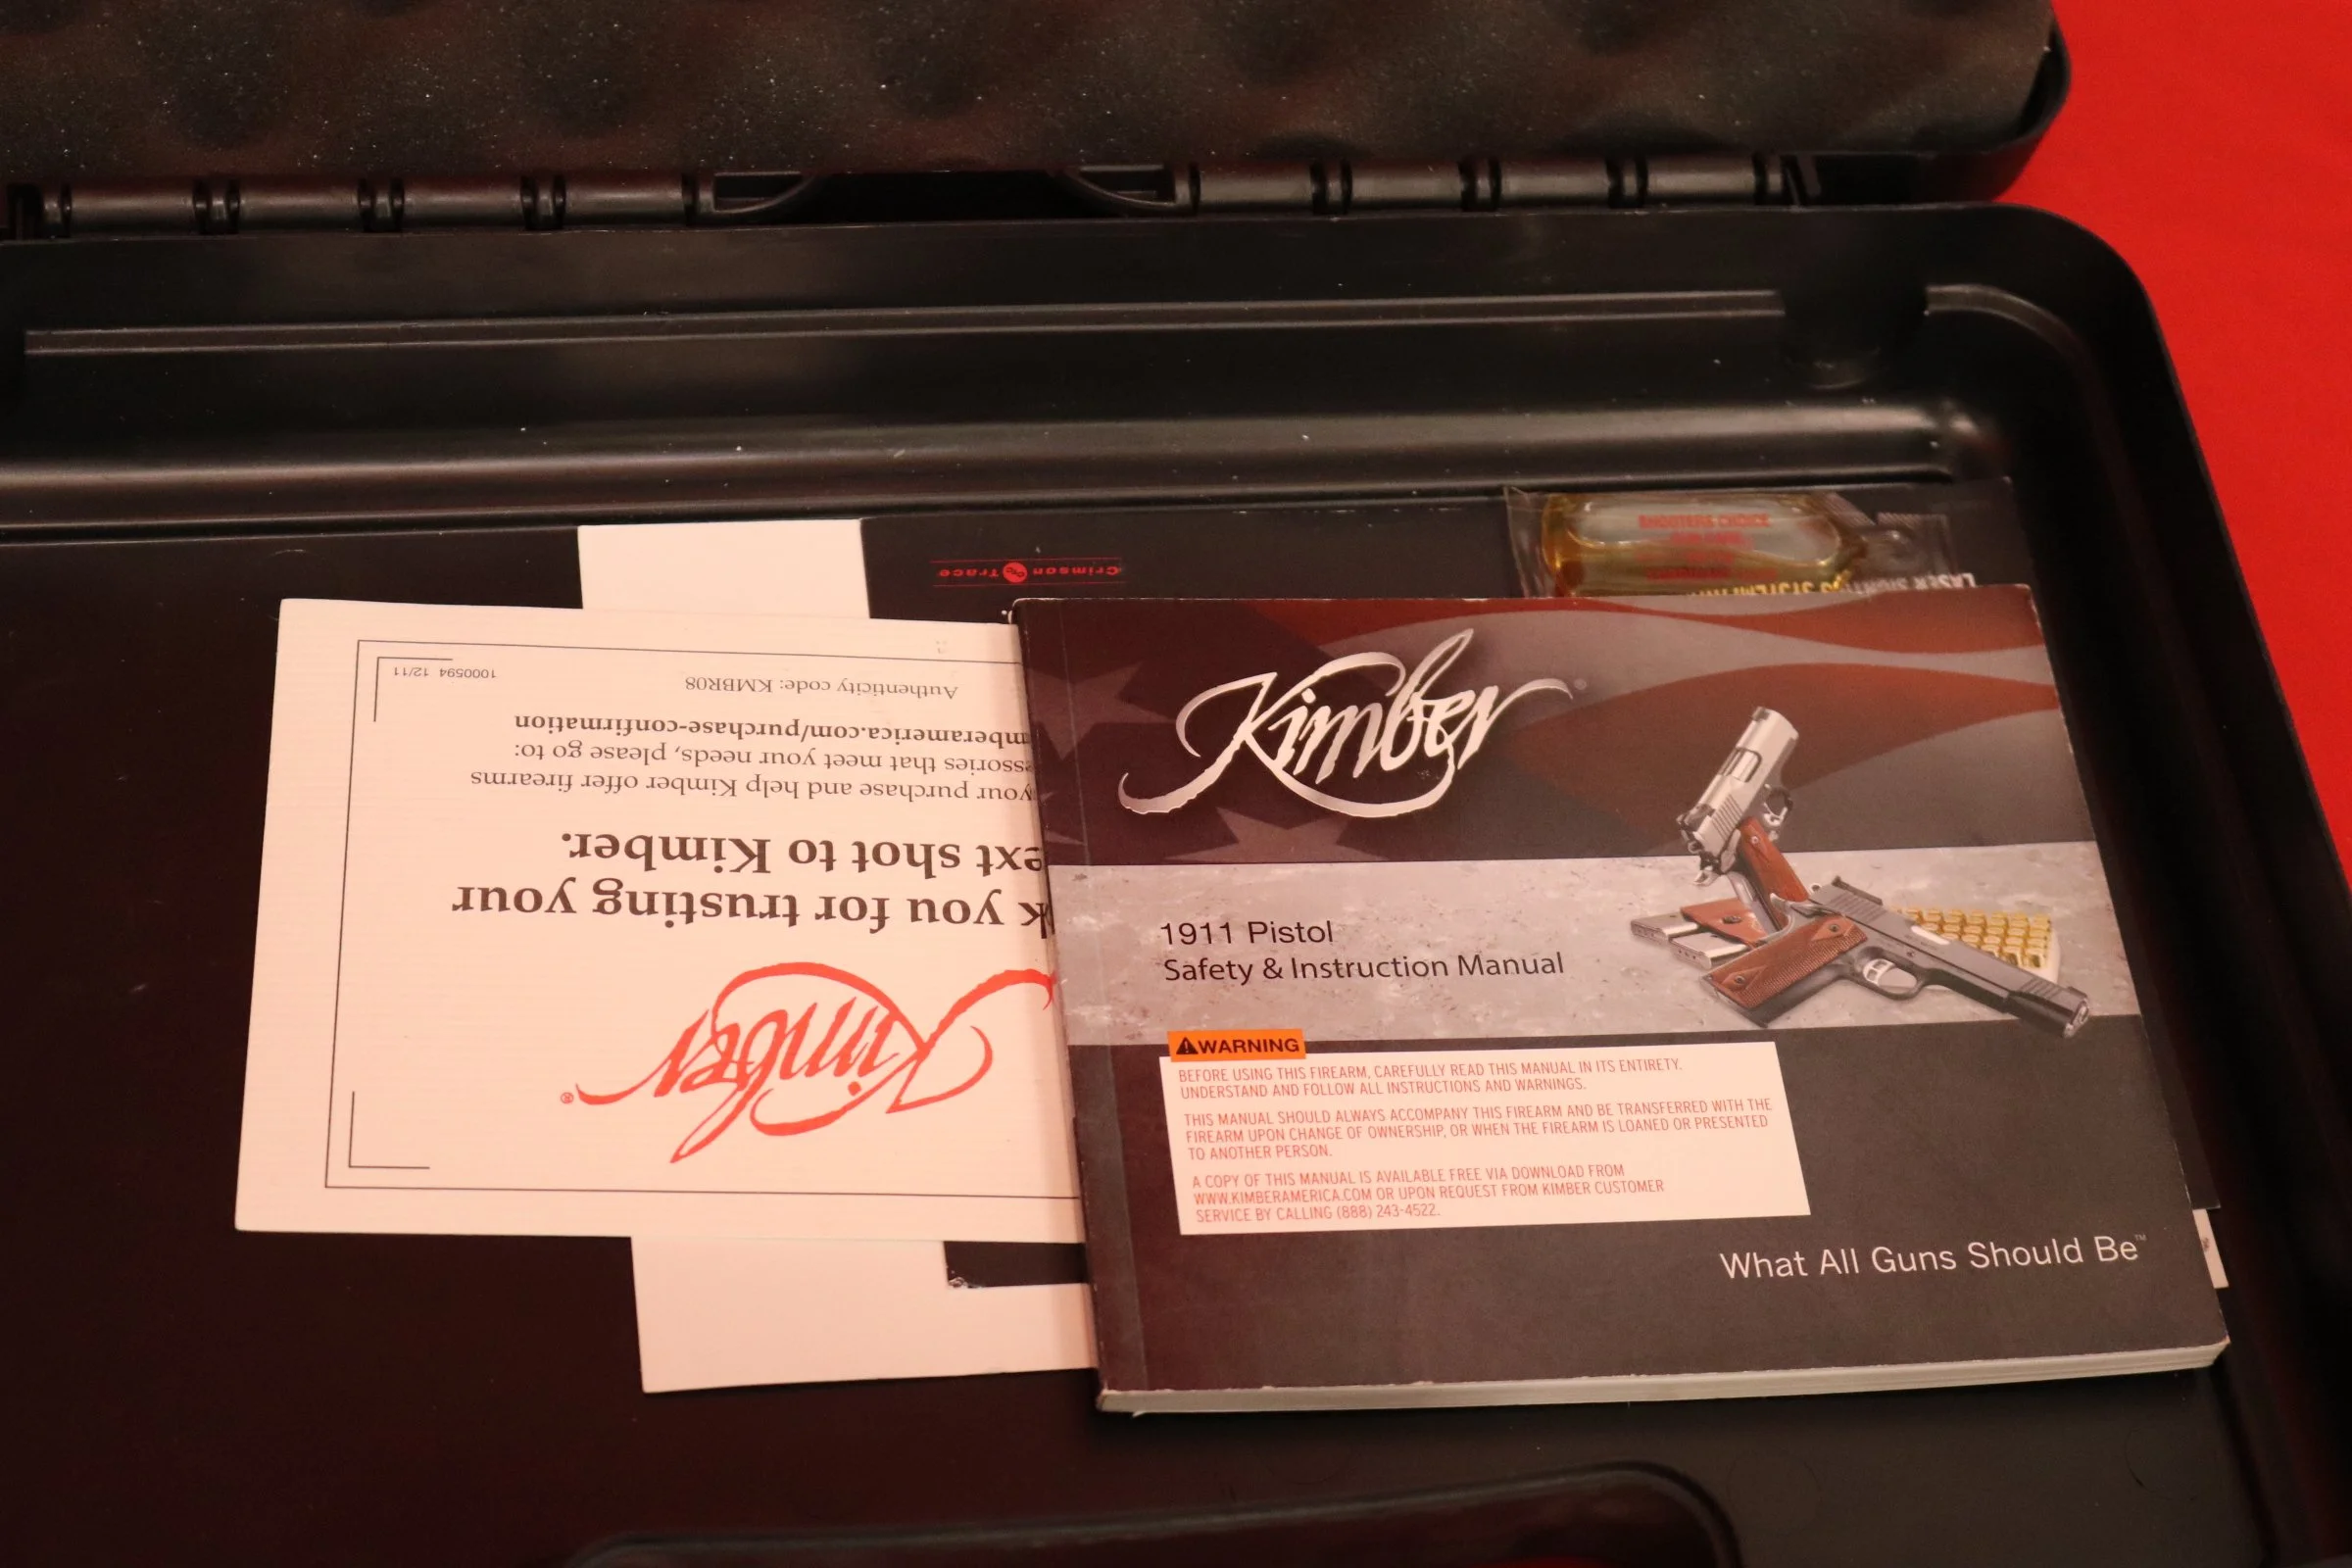 Crimson Trace
SHOOTERS CHOICE
LASER SIGHT
Kimber®
1911 Pistol
Safety & Instruction Manual
WARNING
BEFORE USING THIS FIREARM, CAREFULLY READ THIS MANUAL IN ITS ENTIRETY.
UNDERSTAND AND FOLLOW ALL INSTRUCTIONS AND WARNINGS.
THIS MANUAL SHOULD ALWAYS ACCOMPANY THIS FIREARM AND BE TRANSFERRED WITH THE
FIREARM UPON CHANGE OF OWNERSHIP, OR WHEN THE FIREARM IS LOANED OR PRESENTED
TO ANOTHER PERSON.
A COPY OF THIS MANUAL IS AVAILABLE FREE VIA DOWNLOAD FROM
WWW.KIMBERAMERICA.COM OR UPON REQUEST FROM KIMBER CUSTOMER
SERVICE BY CALLING (888) 243-4522.
What All Guns Should Be™
Kimber®
k you for trusting your
ext shot to Kimber.
your purchase and help Kimber offer firearms
essories that meet your needs, please go to:
mberamerica.com/purchase-confirmation
Authenticity code: KMBR08
1000594 12/11